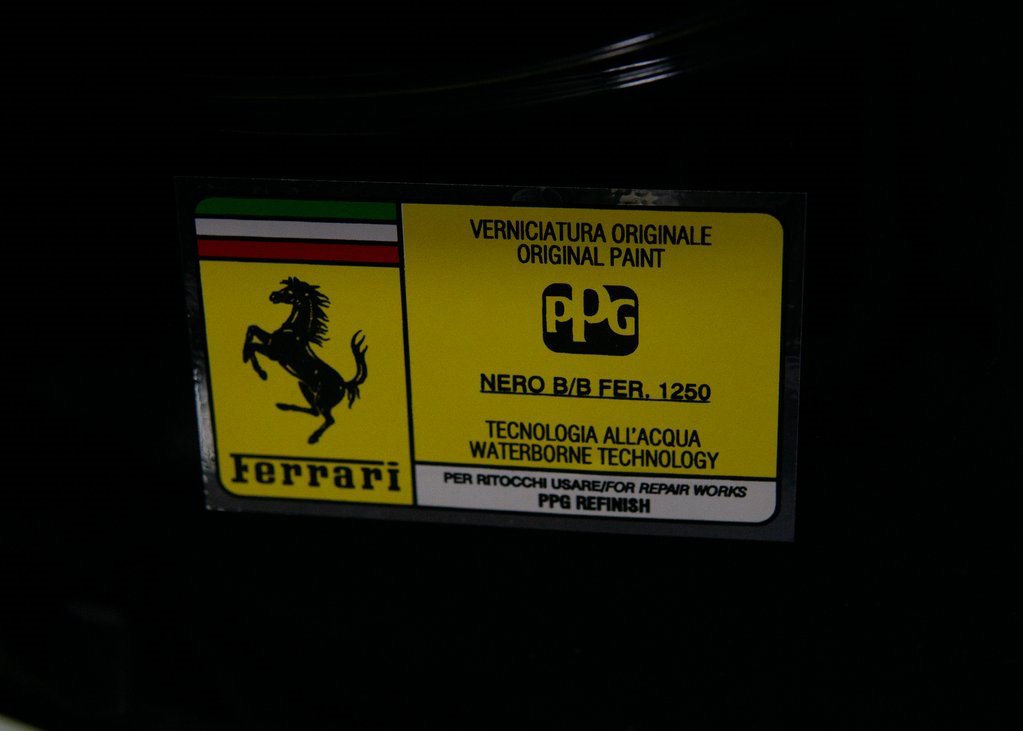 Ferrari
VERNICIATURA ORIGINALE
ORIGINAL PAINT
PPG
NERO B/B FER. 1250
TECNOLOGIA ALL'ACQUA
WATERBORNE TECHNOLOGY
PER RITOCCHI USARE/FOR REPAIR WORKS
PPG REFINISH